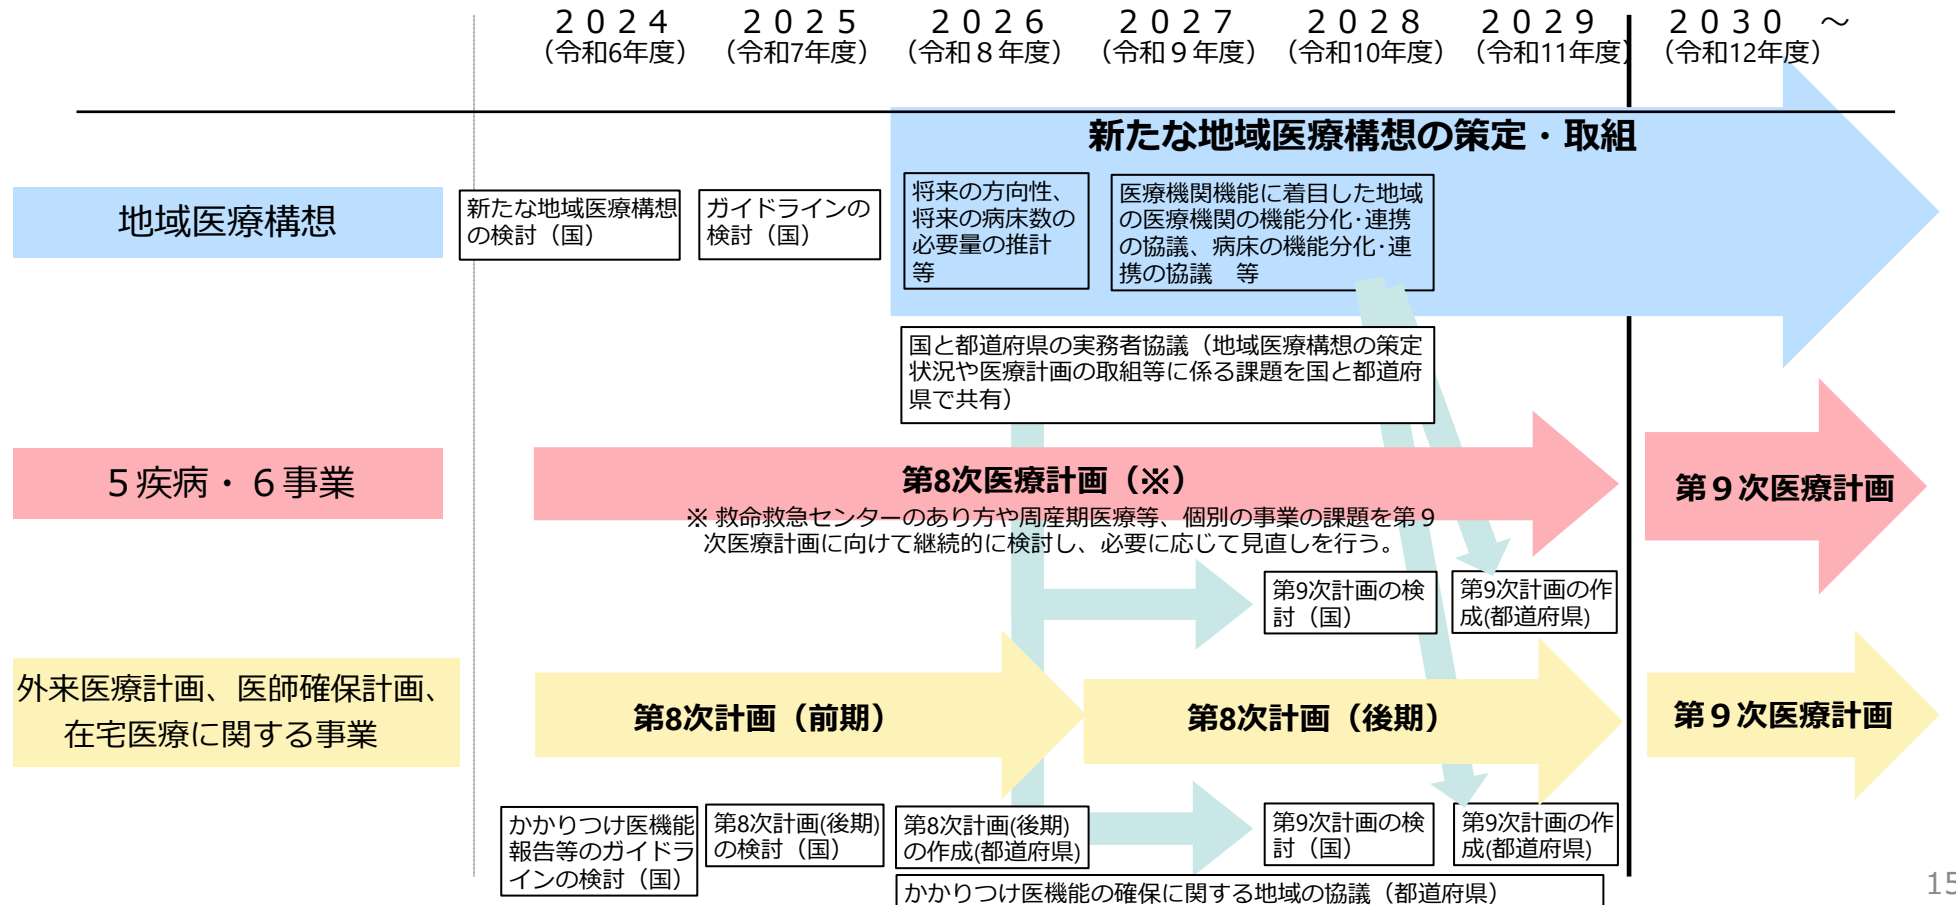 ２０２４
（令和6年度）
２０２５
（令和7年度）
２０２６
（令和８年度）
２０２７
（令和９年度）
２０２８
（令和10年度）
２０２９
（令和11年度）
２０３０　～
（令和12年度）
新たな地域医療構想の策定・取組
地域医療構想
新たな地域医療構想
の検討（国）
ガイドラインの
検討（国）
将来の方向性、
将来の病床数の
必要量の推計
等
医療機関機能に着目した地域
の医療機関の機能分化･連携
の協議、病床の機能分化･連
携の協議　等
国と都道府県の実務者協議（地域医療構想の策定
状況や医療計画の取組等に係る課題を国と都道府
県で共有）
５疾病・６事業
第8次医療計画（※）
※ 救命救急センターのあり方や周産期医療等、個別の事業の課題を第９
次医療計画に向けて継続的に検討し、必要に応じて見直しを行う。
第９次医療計画
第9次計画の検
討（国）
第9次計画の作
成(都道府県)
外来医療計画、医師確保計画、
在宅医療に関する事業
第8次計画（前期）
第8次計画（後期）
第９次医療計画
かかりつけ医機能
報告等のガイドラ
インの検討（国）
第8次計画(後期)
の検討（国）
第8次計画(後期)
の作成(都道府県)
第9次計画の検
討（国）
第9次計画の作
成(都道府県)
かかりつけ医機能の確保に関する地域の協議（都道府県）
15